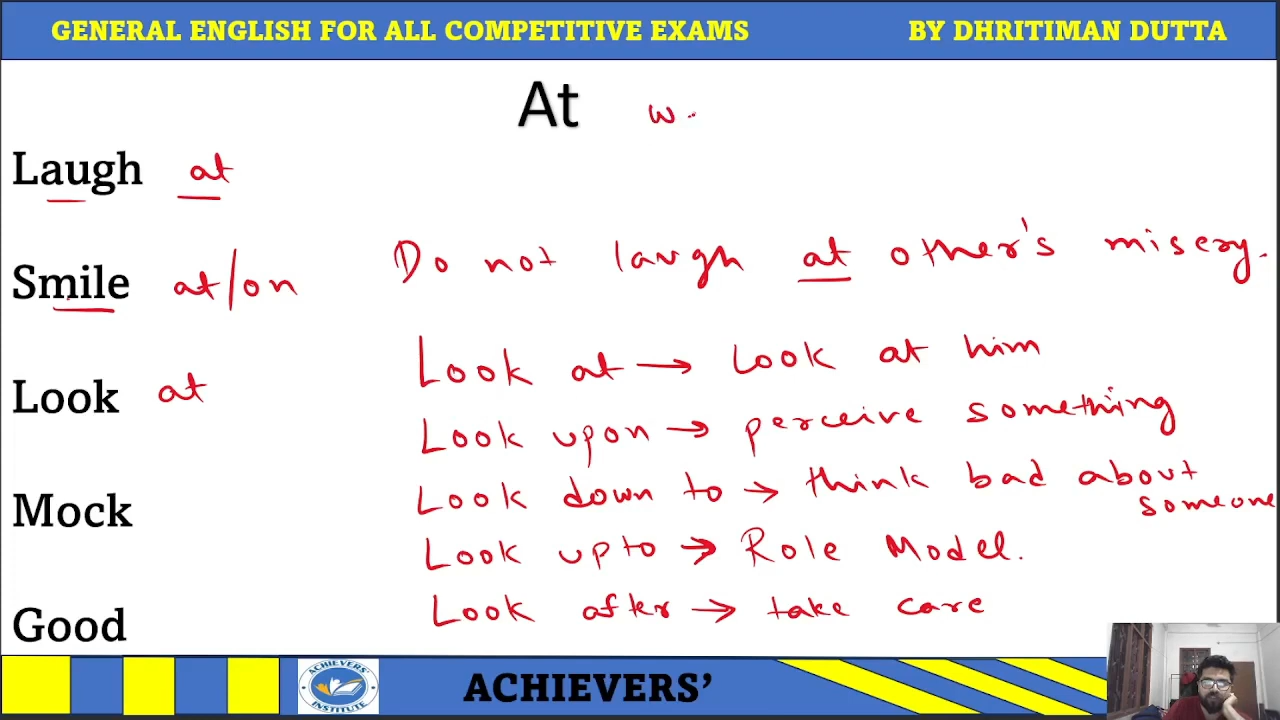 GENERAL ENGLISH FOR ALL COMPETITIVE EXAMS BY DHRITIMAN DUTTA
At w.
Laugh at
Do not laugh at other's misery.
Smile at/on
Look at → Look at him
Look at
Look upon → perceive something
Look down to → think bad about someone
Mock
Look upto → Role Model.
Look after → take care
Good
ACHIEVERS' INSTITUTE
ACHIEVERS’